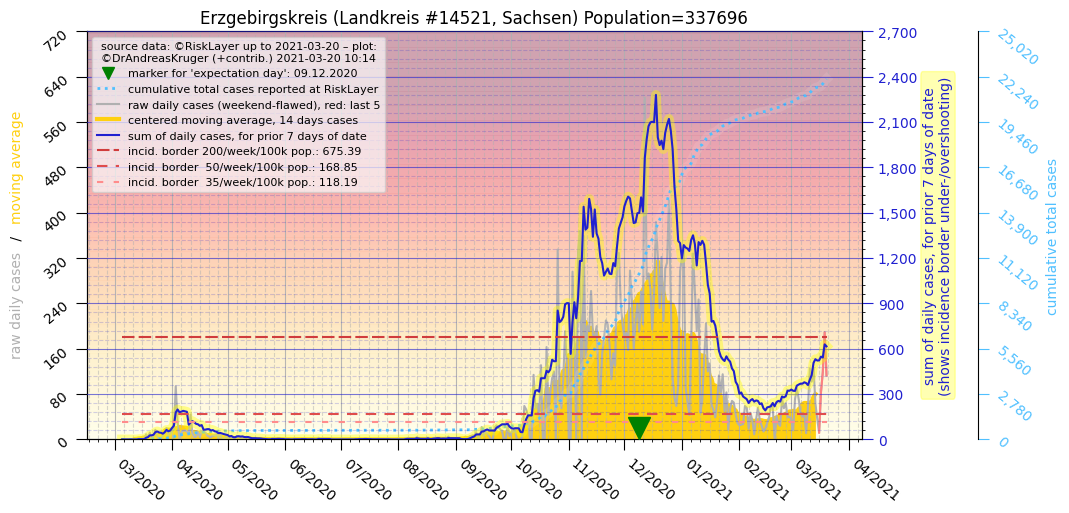 Erzgebirgskreis (Landkreis #14521, Sachsen) Population=337696
source data: ©RiskLayer up to 2021-03-20 – plot:
©DrAndreasKruger (+contrib.) 2021-03-20 10:14
marker for 'expectation day': 09.12.2020
cumulative total cases reported at RiskLayer
raw daily cases (weekend-flawed), red: last 5
centered moving average, 14 days cases
sum of daily cases, for prior 7 days of date
incid. border 200/week/100k pop.: 675.39
incid. border  50/week/100k pop.: 168.85
incid. border  35/week/100k pop.: 118.19
raw daily cases / moving average
720
640
560
480
400
320
240
160
80
0
03/2020
04/2020
05/2020
06/2020
07/2020
08/2020
09/2020
10/2020
11/2020
12/2020
01/2021
02/2021
03/2021
04/2021
2,700
2,400
2,100
1,800
1,500
1,200
900
600
300
0
sum of daily cases, for prior 7 days of date
(shows incidence border under-/overshooting)
25,020
22,240
19,460
16,680
13,900
11,120
8,340
5,560
2,780
0
cumulative total cases